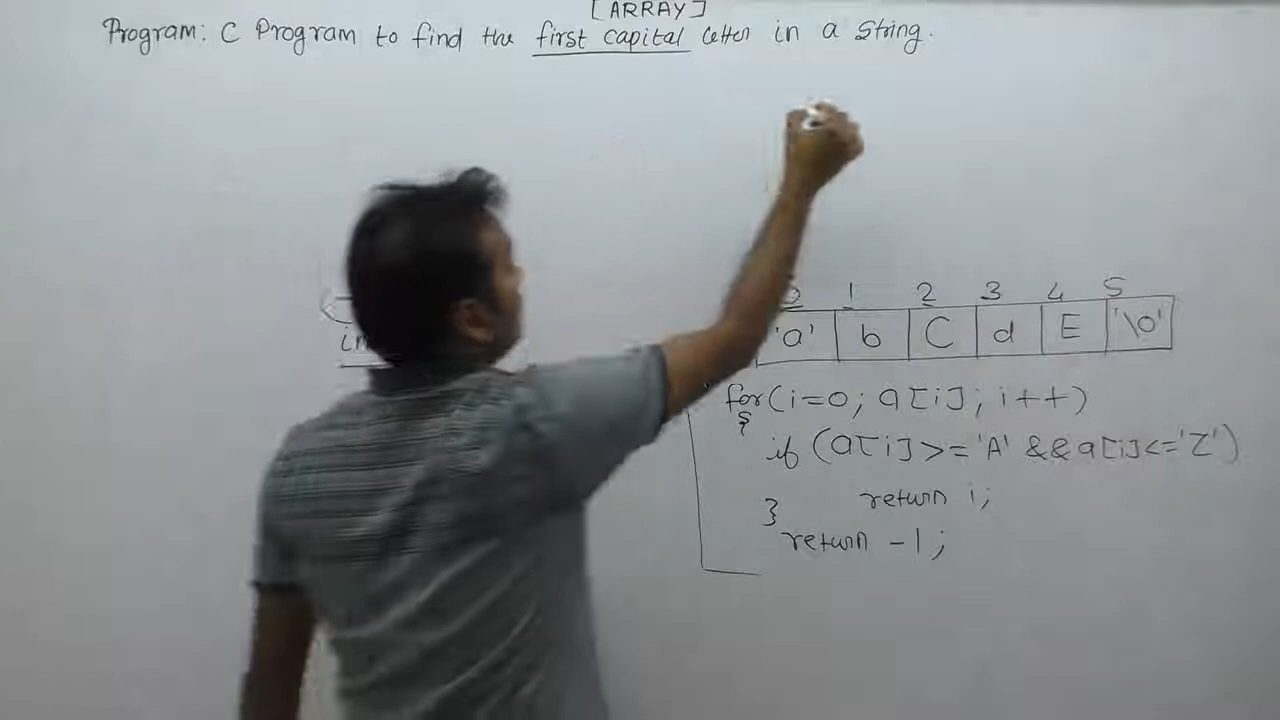 [ARRAY]
Program: C Program to find the first capital letter in a String.
0 1 2 3 4 5
'a' b C d E '\0'
for(i=0; a[i]; i++)
{
if (a[i]>='A' && a[i]<='Z')
return i;
}
return -1;